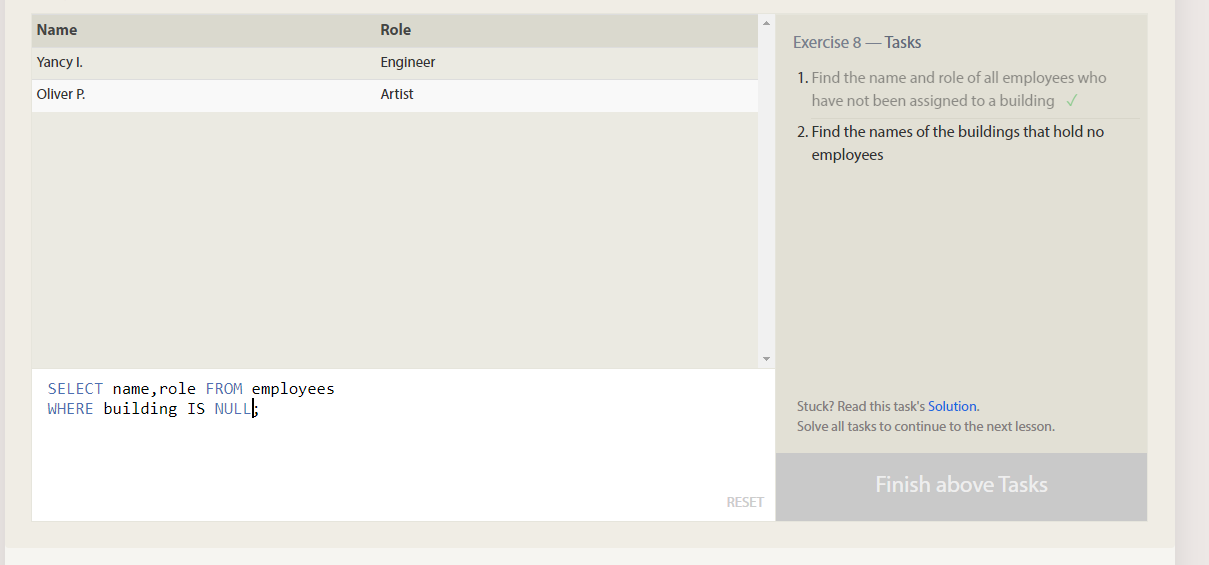 Name Role
Yancy I. Engineer
Oliver P. Artist
SELECT name,role FROM employees
WHERE building IS NULL;
RESET
Exercise 8 — Tasks
1. Find the name and role of all employees who
have not been assigned to a building ✓
2. Find the names of the buildings that hold no
employees
Stuck? Read this task's Solution.
Solve all tasks to continue to the next lesson.
Finish above Tasks